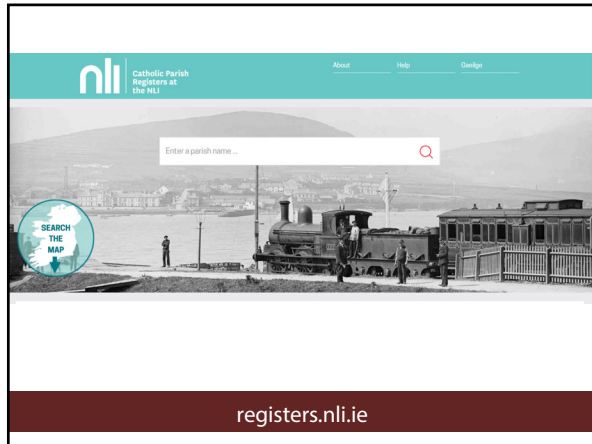 nli
Catholic Parish
Registers at
the NLI
About
Help
Gaeilge
Enter a parish name ...
SEARCH
THE
MAP
registers.nli.ie